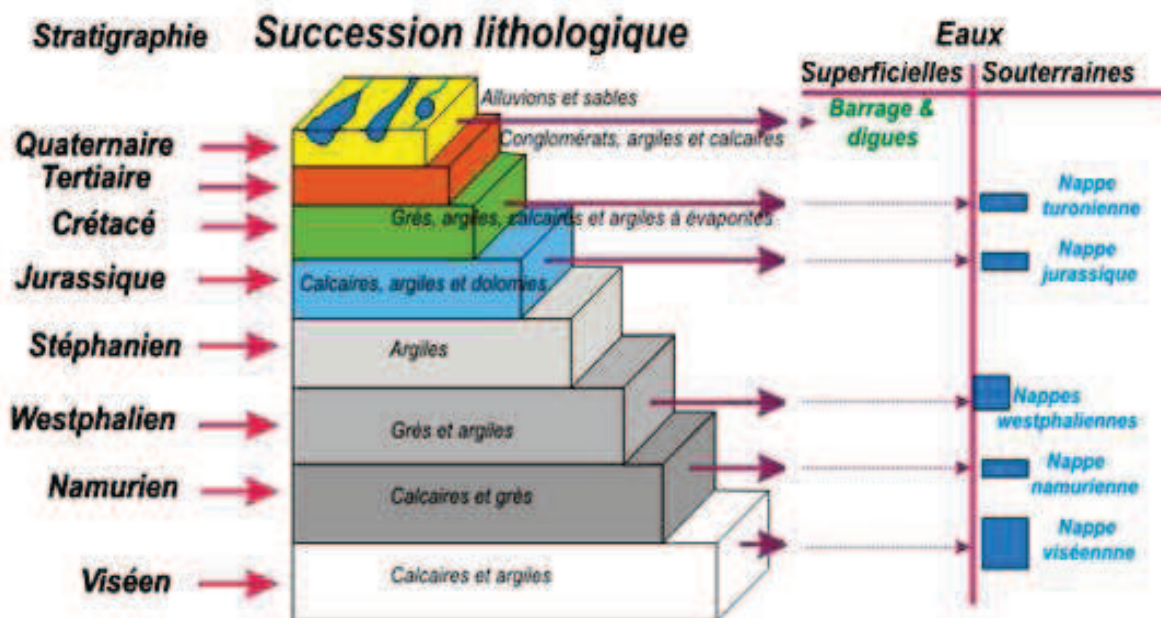 Stratigraphie
Succession lithologique
Eaux
Superficielles
Souterraines
Alluvions et sables
Barrage &
digues
Conglomérats, argiles et calcaires
Quaternaire
Tertiaire
Nappe
turonienne
Crétacé
Grès, argiles, calcaires et argiles à évaporites
Nappe
jurassique
Jurassique
Calcaires, argiles et dolomies
Stéphanien
Argiles
Nappes
westphaliennes
Westphalien
Grès et argiles
Nappe
namurienne
Namurien
Calcaires et grès
Nappe
viséennne
Viséen
Calcaires et argiles